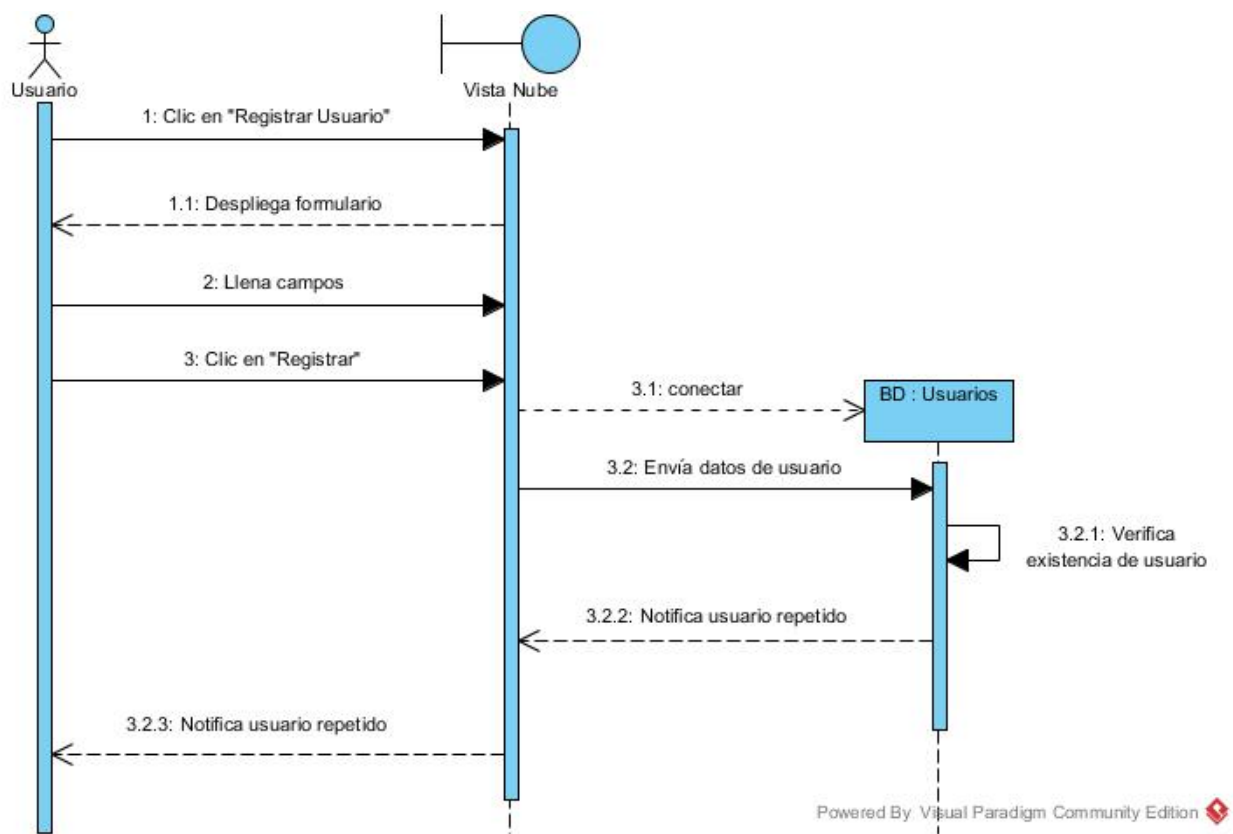 Usuario
Vista Nube
1: Clic en "Registrar Usuario"
1.1: Despliega formulario
2: Llena campos
3: Clic en "Registrar"
3.1: conectar
BD : Usuarios
3.2: Envía datos de usuario
3.2.1: Verifica
existencia de usuario
3.2.2: Notifica usuario repetido
3.2.3: Notifica usuario repetido
Powered By Visual Paradigm Community Edition